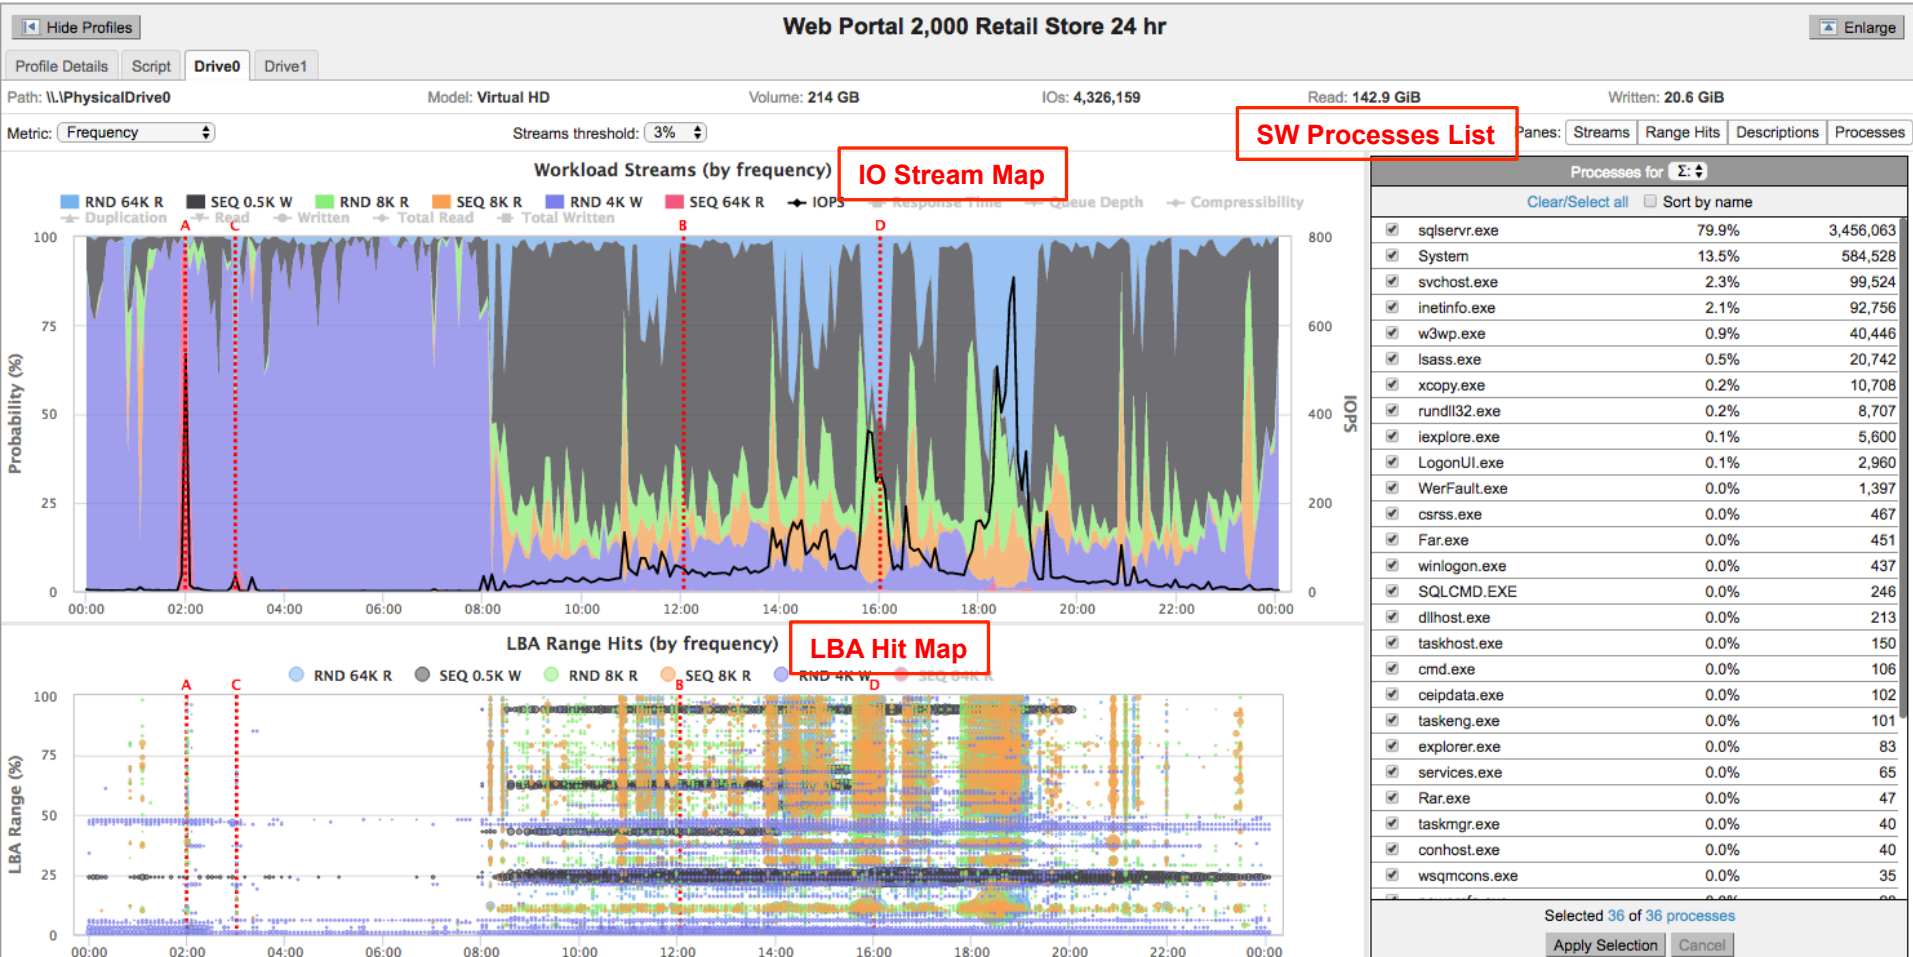 Hide Profiles
Web Portal 2,000 Retail Store 24 hr
Enlarge
Profile Details Script Drive0 Drive1
Path: \\.\PhysicalDrive0 Model: Virtual HD Volume: 214 GB IOs: 4,326,159 Read: 142.9 GiB Written: 20.6 GiB
Metric: Frequency Streams threshold: 3% SW Processes List Panes: Streams Range Hits Descriptions Processes
Workload Streams (by frequency) IO Stream Map
RND 64K R SEQ 0.5K W RND 8K R SEQ 8K R RND 4K W SEQ 64K R IOPS Response Time Queue Depth Compressibility
Duplication Read Written Total Read Total Written
A C B D
100 800
75 600
50 400
25 200
0 0
Probability (%)
IOPS
00:00 02:00 04:00 06:00 08:00 10:00 12:00 14:00 16:00 18:00 20:00 22:00 00:00
LBA Range Hits (by frequency) LBA Hit Map
RND 64K R SEQ 0.5K W RND 8K R SEQ 8K R RND 4K W SEQ 64K R
A C B D
100
75
50
25
0
LBA Range (%)
00:00 02:00 04:00 06:00 08:00 10:00 12:00 14:00 16:00 18:00 20:00 22:00 00:00
Processes for Σ:
Clear/Select all Sort by name
sqlservr.exe 79.9% 3,456,063
System 13.5% 584,528
svchost.exe 2.3% 99,524
inetinfo.exe 2.1% 92,756
w3wp.exe 0.9% 40,446
lsass.exe 0.5% 20,742
xcopy.exe 0.2% 10,708
rundll32.exe 0.2% 8,707
iexplore.exe 0.1% 5,600
LogonUI.exe 0.1% 2,960
WerFault.exe 0.0% 1,397
csrss.exe 0.0% 467
Far.exe 0.0% 451
winlogon.exe 0.0% 437
SQLCMD.EXE 0.0% 246
dllhost.exe 0.0% 213
taskhost.exe 0.0% 150
cmd.exe 0.0% 106
ceipdata.exe 0.0% 102
taskeng.exe 0.0% 101
explorer.exe 0.0% 83
services.exe 0.0% 65
Rar.exe 0.0% 47
taskmgr.exe 0.0% 40
conhost.exe 0.0% 40
wsqmcons.exe 0.0% 35
Selected 36 of 36 processes
Apply Selection Cancel